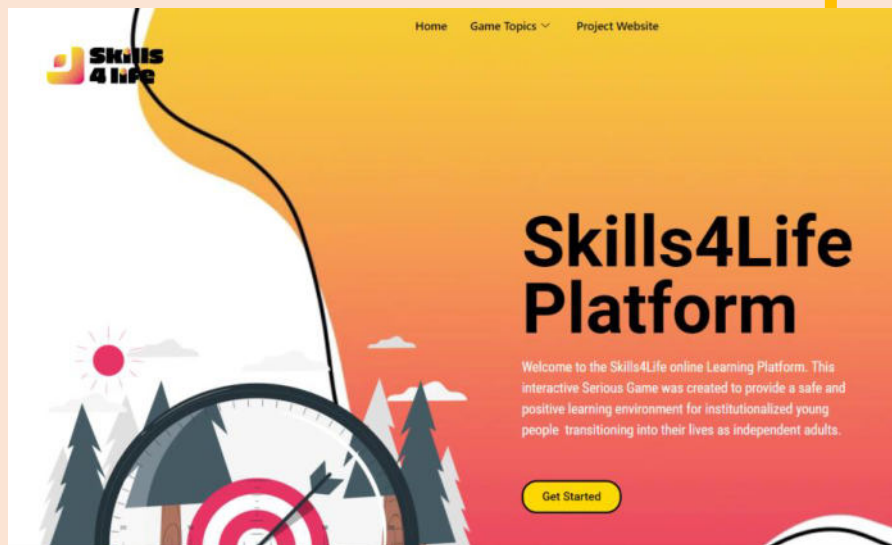 Home Game Topics Project Website
Skills
4 life
Skills4Life
Platform
Welcome to the Skills4Life online Learning Platform. This
interactive Serious Game was created to provide a safe and
positive learning environment for institutionalized young
people transitioning into their lives as independent adults.
Get Started